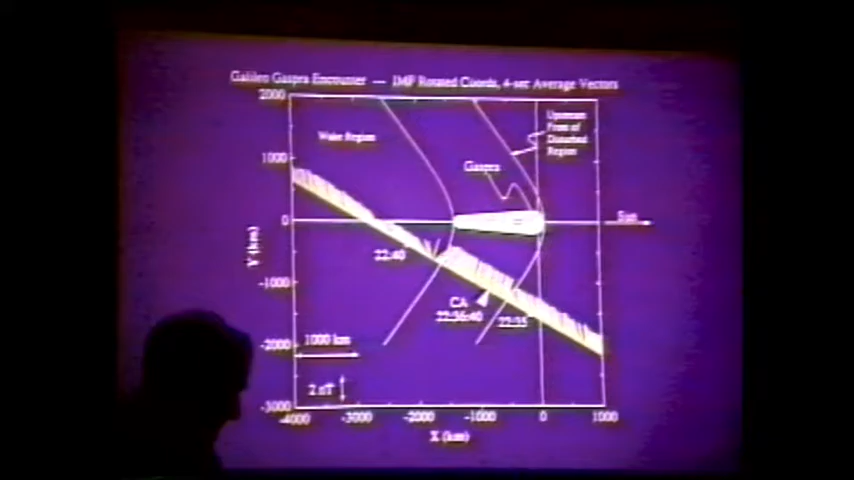 Galileo Gaspra Encounter — IMF Rotated Coords, 4-sec Average Vectors
2000
1000
0
-1000
-2000
-3000
Y (km)
Wake Region
Gaspra
Upstream
Front of
Disturbed
Region
Sun
22:40
CA
22:36:40
22:35
1000 km
2 nT
-4000 -3000 -2000 -1000 0 1000
X (km)